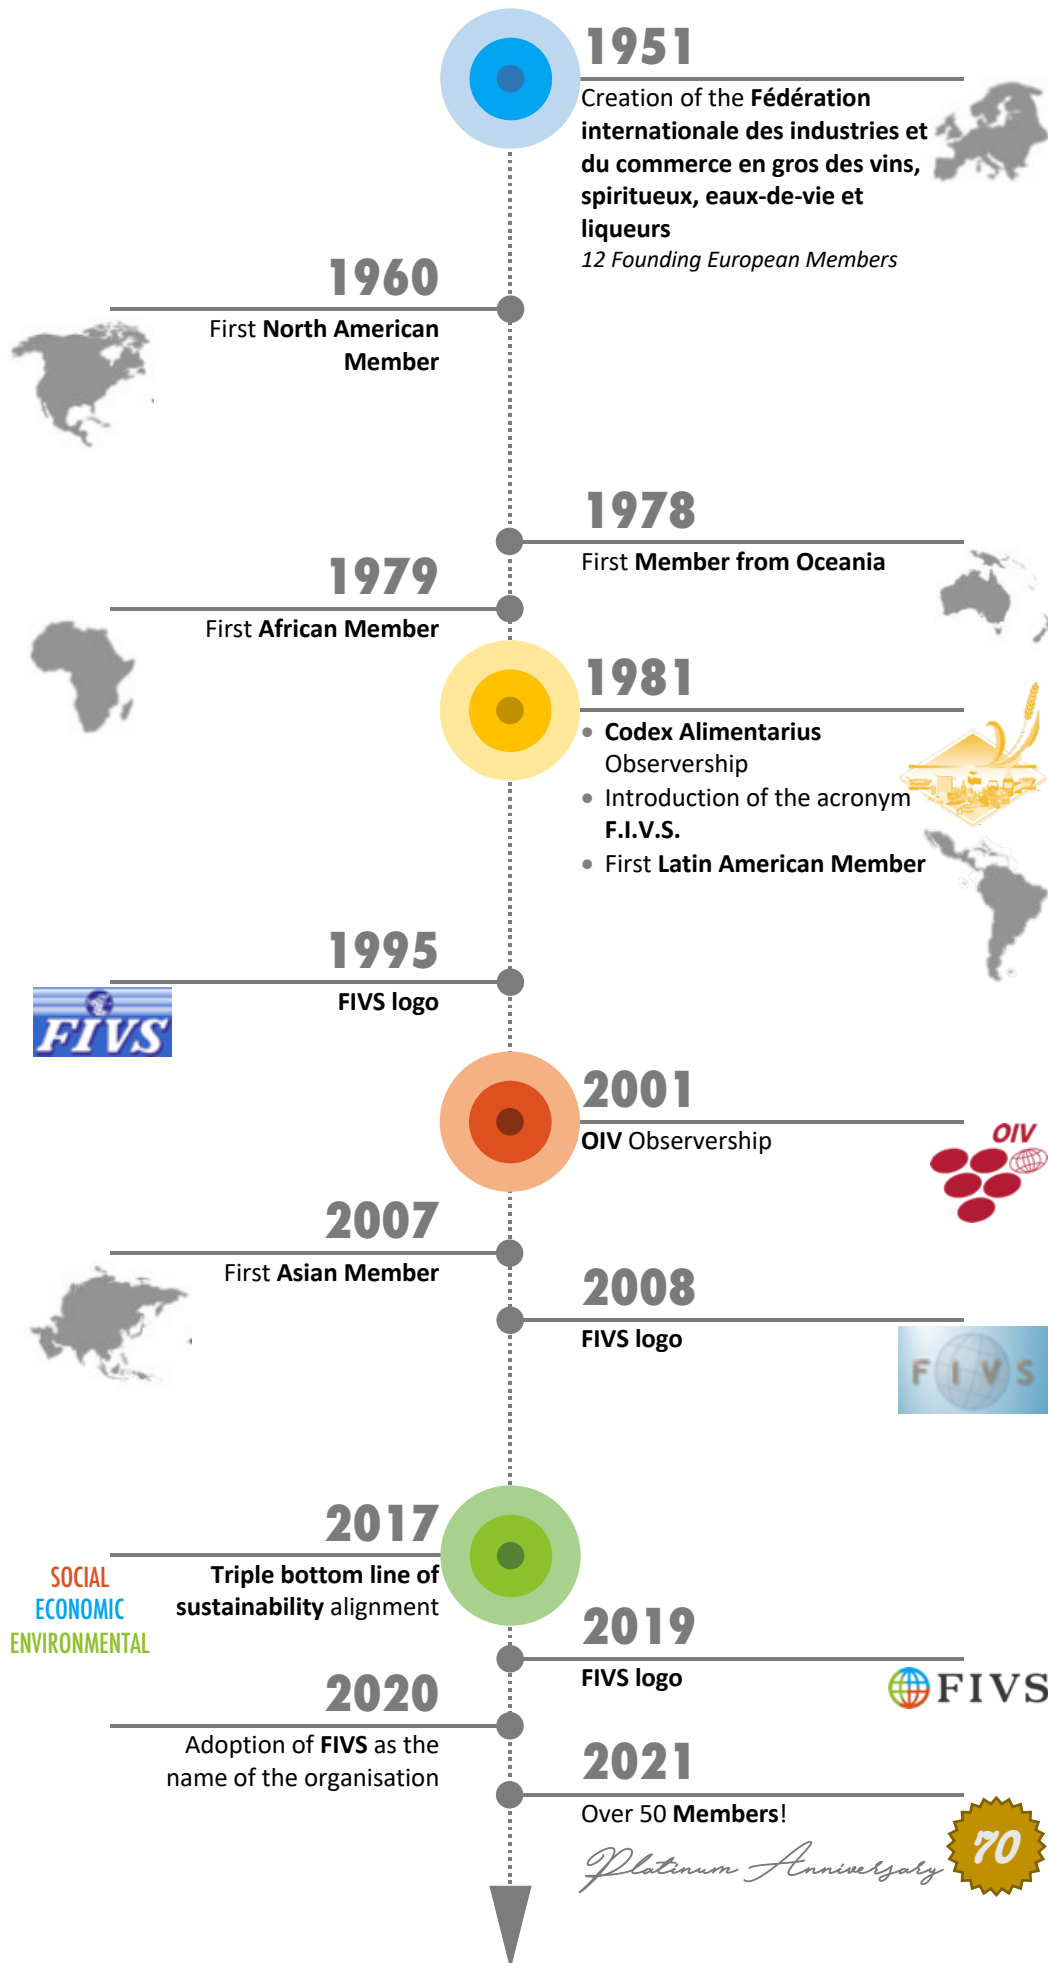 1951
Creation of the Fédération
internationale des industries et
du commerce en gros des vins,
spiritueux, eaux-de-vie et
liqueurs
12 Founding European Members
1960
First North American
Member
1978
First Member from Oceania
1979
First African Member
1981
• Codex Alimentarius
Observership
• Introduction of the acronym
F.I.V.S.
• First Latin American Member
1995
FIVS logo
FIVS
2001
OIV Observership
OIV
2007
First Asian Member
2008
FIVS logo
FIVS
2017
Triple bottom line of
sustainability alignment
SOCIAL
ECONOMIC
ENVIRONMENTAL
2019
FIVS logo
FIVS
2020
Adoption of FIVS as the
name of the organisation
2021
Over 50 Members!
Platinum Anniversary
70